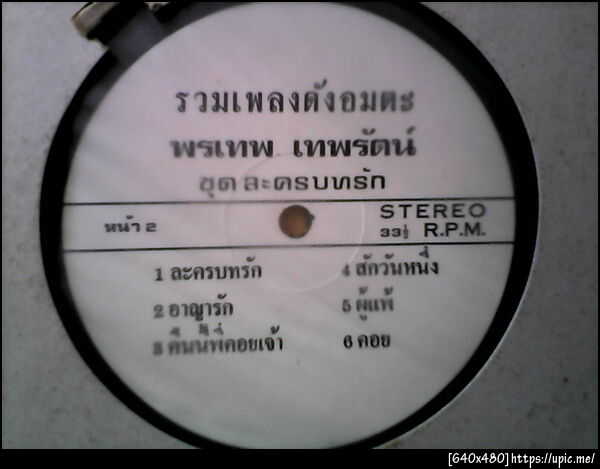 รวมเพลงดังอมตะ
พรเทพ เทพรัตน์
ชุด ละครบทรัก
หน้า 2
STEREO
33⅓ R.P.M.
1 ละครบทรัก
2 อาญารัก
3 คืนนี้พี่คอยเจ้า
4 สักวันหนึ่ง
5 ผู้แพ้
6 คอย
[640x480]https://upic.me/